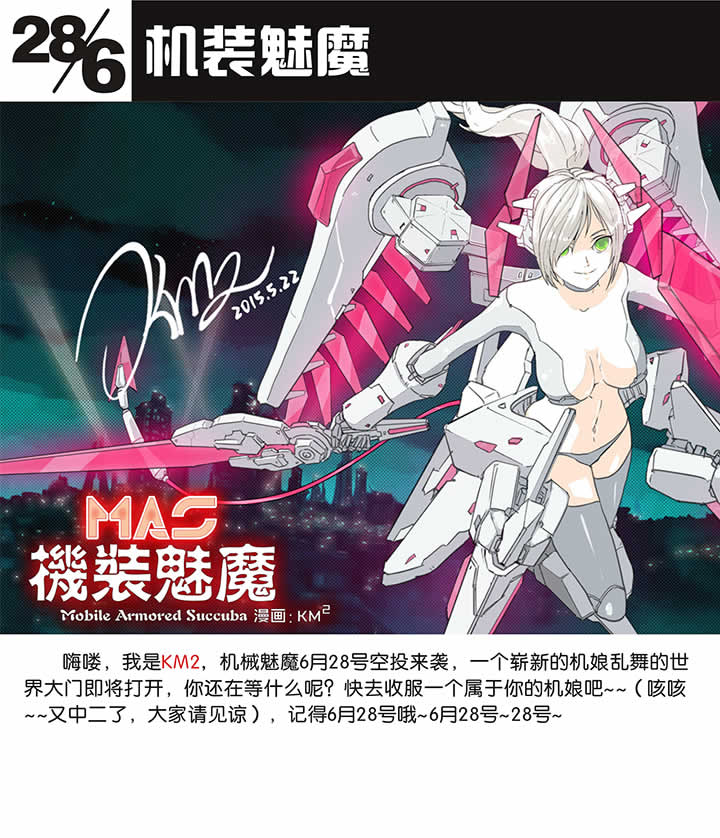 28/6 机装魅魔
KM2
2015.5.22
MAS
機裝魅魔
Mobile Armored Succuba 漫画：KM²
嗨喽，我是KM2，机械魅魔6月28号空投来袭，一个崭新的机娘乱舞的世
界大门即将打开，你还在等什么呢？快去收服一个属于你的机娘吧~~（咳咳
~~又中二了，大家请见谅），记得6月28号哦~6月28号~28号~